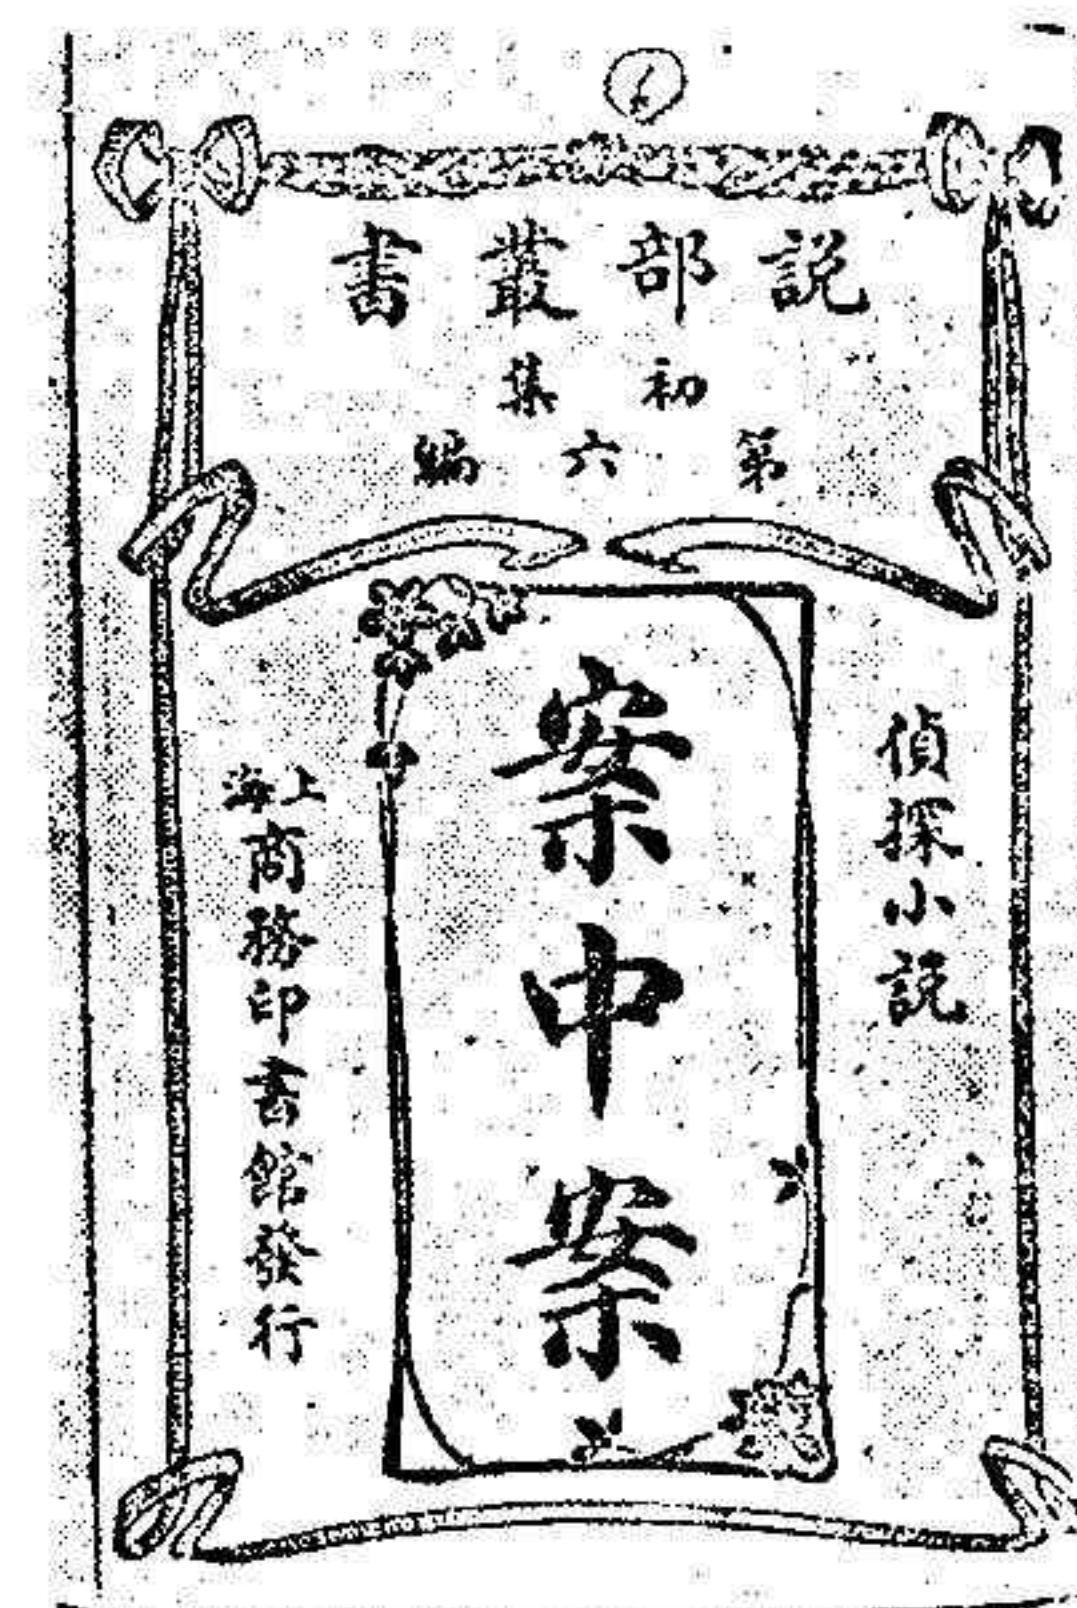 說部叢書
初集
第六編
偵探小說
案中案
上海商務印書館發行